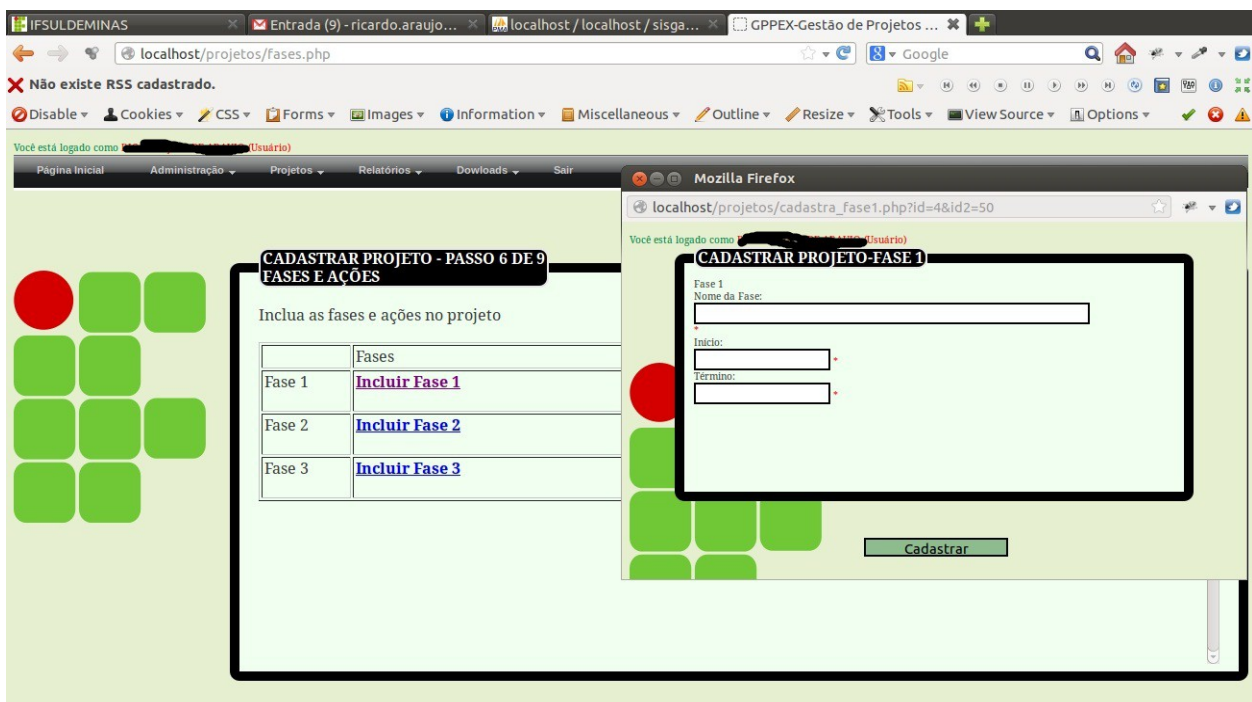 IFSULDEMINAS
Entrada (9) - ricardo.araujo...
localhost / localhost / sisga...
GPPEX-Gestão de Projetos ...
localhost/projetos/fases.php
Google
Não existe RSS cadastrado.
Disable Cookies CSS Forms Images Information Miscellaneous Outline Resize Tools View Source Options
Você está logado como (Usuário)
Página Inicial Administração Projetos Relatórios Dowloads Sair
CADASTRAR PROJETO - PASSO 6 DE 9
FASES E AÇÕES
Inclua as fases e ações no projeto
Fases
Fase 1 Incluir Fase 1
Fase 2 Incluir Fase 2
Fase 3 Incluir Fase 3
Mozilla Firefox
localhost/projetos/cadastra_fase1.php?id=4&id2=50
Você está logado como (Usuário)
CADASTRAR PROJETO-FASE 1
Fase 1
Nome da Fase:
*
Início:
*
Término:
*
Cadastrar